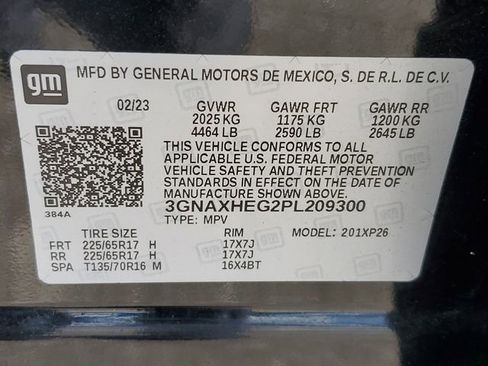 gm
MFD BY GENERAL MOTORS DE MEXICO, S. DE R.L. DE C.V.
02/23 GVWR GAWR FRT GAWR RR
2025 KG 1175 KG 1200 KG
4464 LB 2590 LB 2645 LB
THIS VEHICLE CONFORMS TO ALL
APPLICABLE U.S. FEDERAL MOTOR
VEHICLE SAFETY AND THEFT PREVENTION
STANDARDS IN EFFECT ON THE DATE OF
MANUFACTURE SHOWN ABOVE.
384A 3GNAXHEG2PL209300
TYPE: MPV
TIRE SIZE RIM MODEL: 201XP26
FRT 225/65R17 H 17X7J
RR 225/65R17 H 17X7J
SPA T135/70R16 M 16X4BT